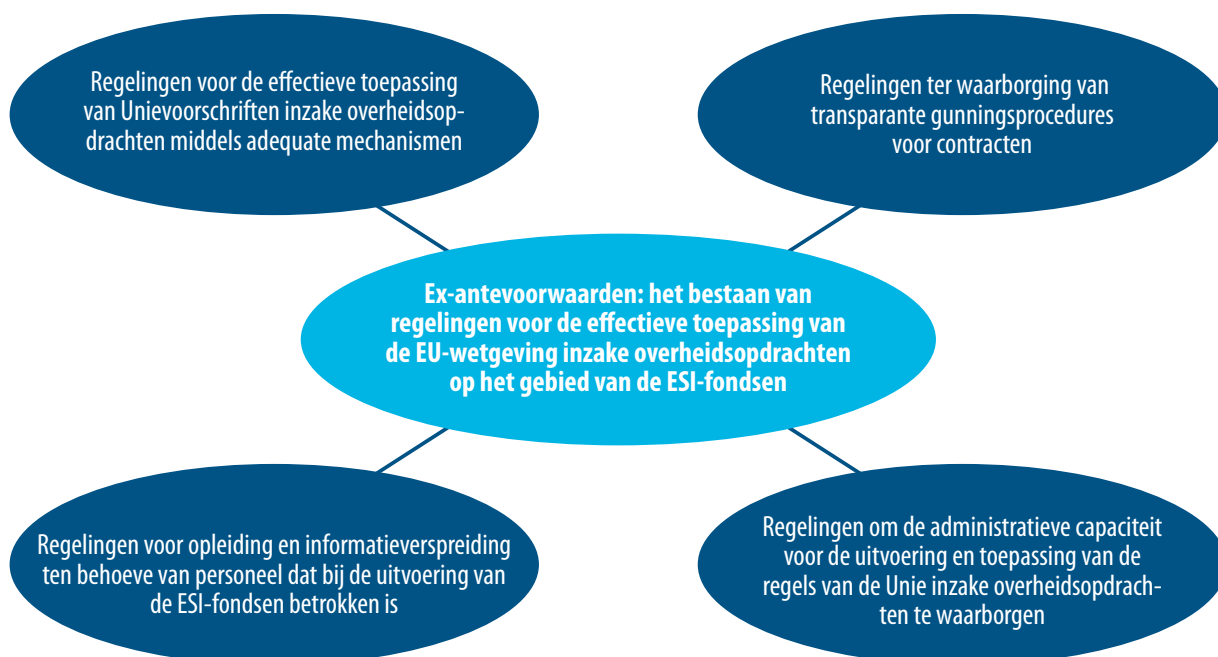 Regelingen voor de effectieve toepassing
van Unievoorschriften inzake overheidsop-
drachten middels adequate mechanismen
Regelingen ter waarborging van
transparante gunningsprocedures
voor contracten
Ex-antevoorwaarden: het bestaan van
regelingen voor de effectieve toepassing van
de EU-wetgeving inzake overheidsopdrachten
op het gebied van de ESI-fondsen
Regelingen voor opleiding en informatieverspreiding
ten behoeve van personeel dat bij de uitvoering van
de ESI-fondsen betrokken is
Regelingen om de administratieve capaciteit
voor de uitvoering en toepassing van de
regels van de Unie inzake overheidsopdrach-
ten te waarborgen